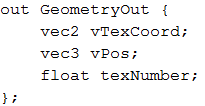 out GeometryOut {
    vec2 vTexCoord;
    vec3 vPos;
    float texNumber;
};